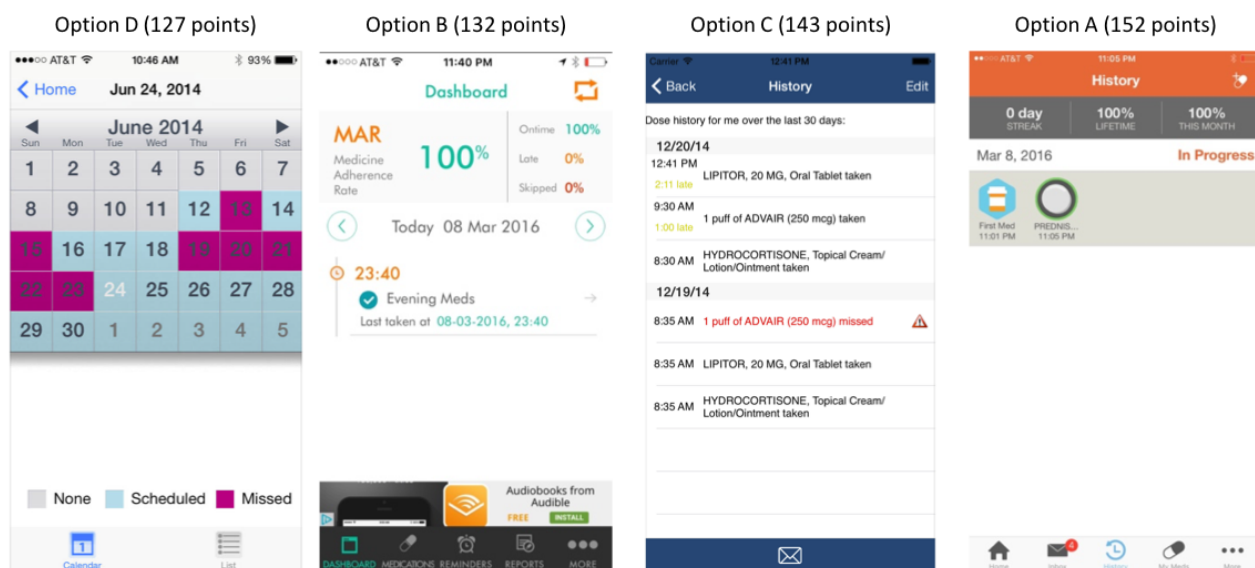 Option D (127 points)
Option B (132 points)
Option C (143 points)
Option A (152 points)
AT&T 10:46 AM 93%
Home Jun 24, 2014
June 2014
Sun Mon Tue Wed Thu Fri Sat
1 2 3 4 5 6 7
8 9 10 11 12 13 14
15 16 17 18 19 20 21
22 23 24 25 26 27 28
29 30 1 2 3 4 5
None Scheduled Missed
1
Calendar List
AT&T 11:40 PM
Dashboard
MAR
Medicine
Adherence
Rate
100%
Ontime 100%
Late 0%
Skipped 0%
Today 08 Mar 2016
23:40
Evening Meds
Last taken at 08-03-2016, 23:40
Audiobooks from
Audible
FREE INSTALL
DASHBOARD MEDICATIONS REMINDERS REPORTS MORE
Carrier 12:41 PM
Back History Edit
Dose history for me over the last 30 days:
12/20/14
12:41 PM
2:11 late
LIPITOR, 20 MG, Oral Tablet taken
9:30 AM
1:00 late
1 puff of ADVAIR (250 mcg) taken
8:30 AM
HYDROCORTISONE, Topical Cream/
Lotion/Ointment taken
12/19/14
8:35 AM 1 puff of ADVAIR (250 mcg) missed
8:35 AM LIPITOR, 20 MG, Oral Tablet taken
8:35 AM
HYDROCORTISONE, Topical Cream/
Lotion/Ointment taken
AT&T 11:05 PM
History
0 day 100% 100%
STREAK LIFETIME THIS MONTH
Mar 8, 2016 In Progress
First Med PREDNIS...
11:01 PM 11:05 PM
4
Home Inbox History My Meds More